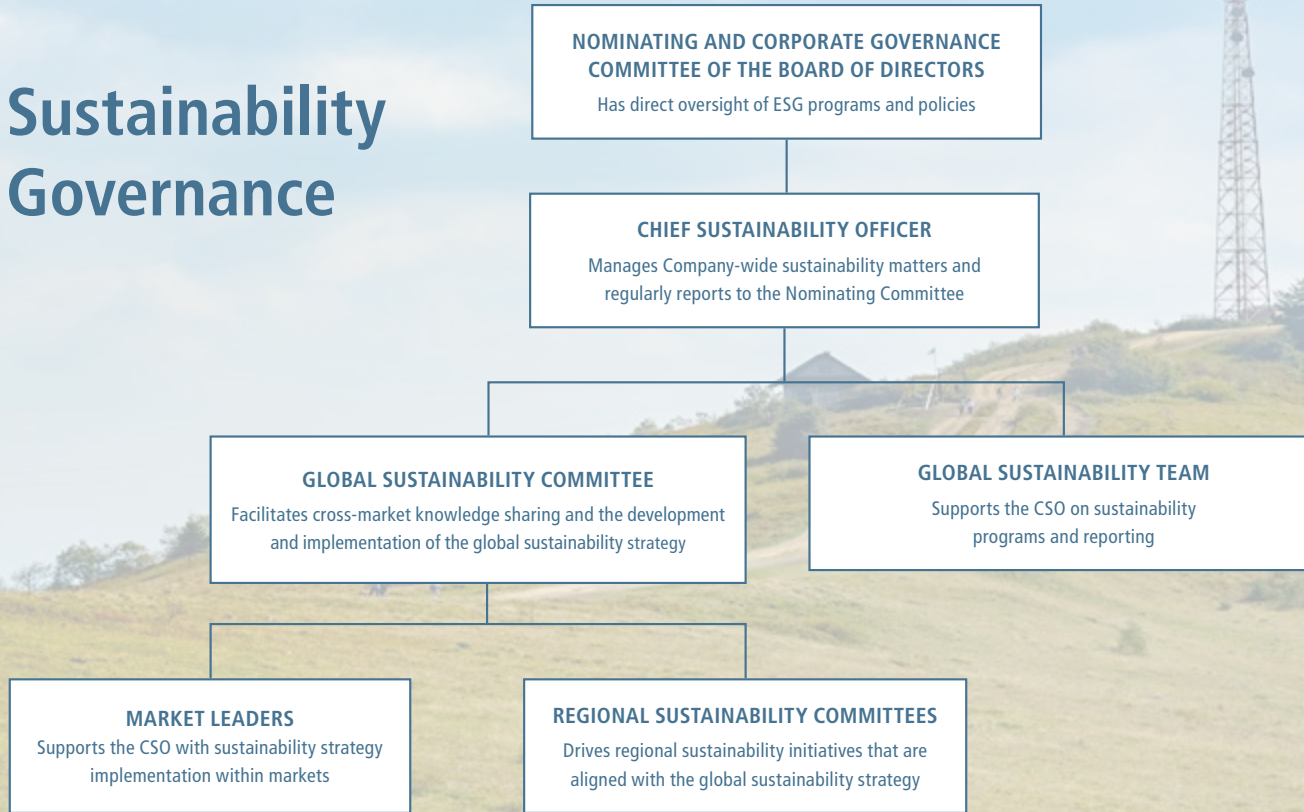 Sustainability
Governance
NOMINATING AND CORPORATE GOVERNANCE
COMMITTEE OF THE BOARD OF DIRECTORS
Has direct oversight of ESG programs and policies
CHIEF SUSTAINABILITY OFFICER
Manages Company-wide sustainability matters and
regularly reports to the Nominating Committee
GLOBAL SUSTAINABILITY COMMITTEE
Facilitates cross-market knowledge sharing and the development
and implementation of the global sustainability strategy
GLOBAL SUSTAINABILITY TEAM
Supports the CSO on sustainability
programs and reporting
MARKET LEADERS
Supports the CSO with sustainability strategy
implementation within markets
REGIONAL SUSTAINABILITY COMMITTEES
Drives regional sustainability initiatives that are
aligned with the global sustainability strategy